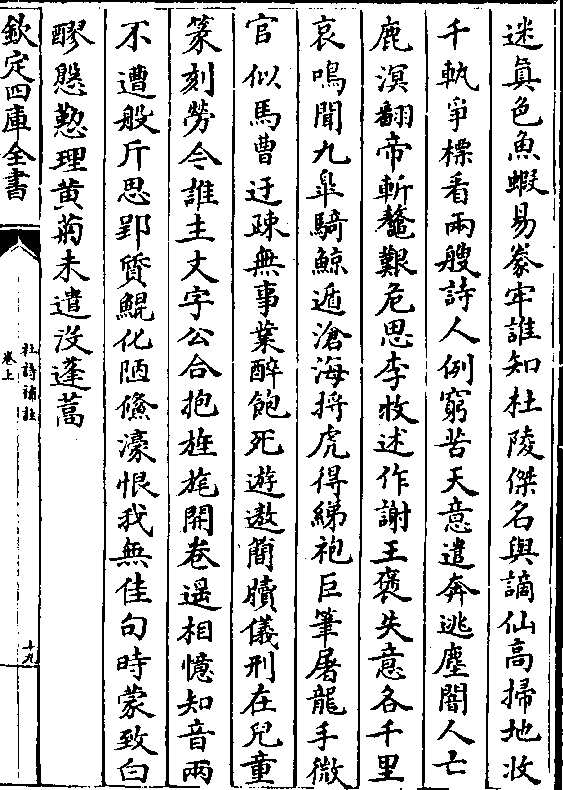 迷真色魚蝦易豢牢誰知杜陵傑名與謫仙高掃地收
千軌爭標看兩艘詩人例窮苦天意遣奔逃塵闇人亡
鹿溟翻帝斬鼇艱危思李牧述作謝王褒失意各千里
哀鳴聞九臯騎鯨遁滄海捋虎得綈袍巨筆屠龍手微
官似馬曹迂疎無事業醉飽死遊遨簡牘儀刑在兒童
篆刻勞今誰主文字公合抱旌旄開卷遥相憶知音兩
不遭般斤思郢質鯤化陋鯈濠恨我無佳句時蒙致白
醪慇懃理黄菊未遣沒蓬蒿
欽定四庫全書
杜詩補註
卷上
十九